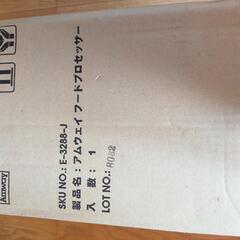 Amway
SKU NO.: E-3288-J
製品名：アムウェイ フードプロセッサー
入 数：1
LOT NO.: 8082